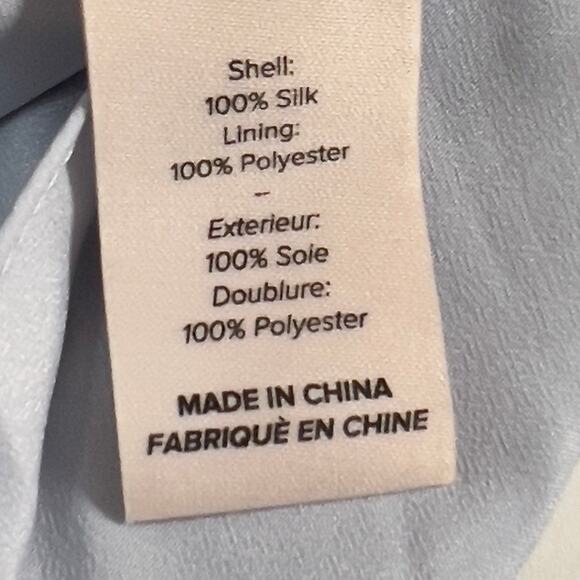 Shell:
100% Silk
Lining:
100% Polyester
–
Exterieur:
100% Soie
Doublure:
100% Polyester
MADE IN CHINA
FABRIQUÈ EN CHINE